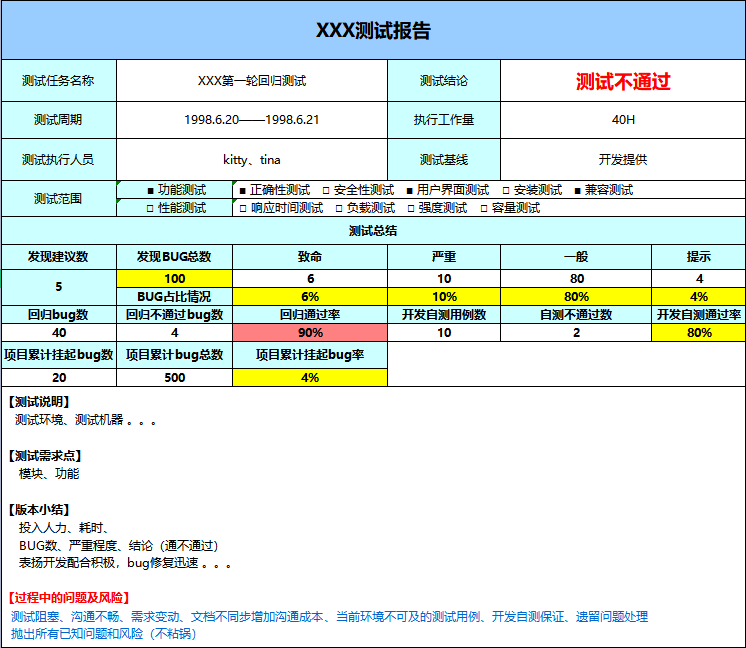 XXX测试报告
测试任务名称 XXX第一轮回归测试 测试结论 测试不通过
测试周期 1998.6.20——1998.6.21 执行工作量 40H
测试执行人员 kitty、tina 测试基线 开发提供
测试范围 ■ 功能测试 ■ 正确性测试 □ 安全性测试 ■ 用户界面测试 □ 安装测试 ■ 兼容测试
□ 性能测试 □ 响应时间测试 □ 负载测试 □ 强度测试 □ 容量测试
测试总结
发现建议数 发现BUG总数 致命 严重 一般 提示
5 100 6 10 80 4
BUG占比情况 6% 10% 80% 4%
回归bug数 回归不通过bug数 回归通过率 开发自测用例数 自测不通过数 开发自测通过率
40 4 90% 10 2 80%
项目累计挂起bug数 项目累计bug总数 项目累计挂起bug率
20 500 4%
【测试说明】
测试环境、测试机器 。。。
【测试需求点】
模块、功能
【版本小结】
投入人力、耗时、
BUG数、严重程度、结论（通不通过）
表扬开发配合积极，bug修复迅速 。。。
【过程中的问题及风险】
测试阻塞、沟通不畅、需求变动、文档不同步增加沟通成本、当前环境不可及的测试用例、开发自测保证、遗留问题处理
抛出所有已知问题和风险（不粘锅）